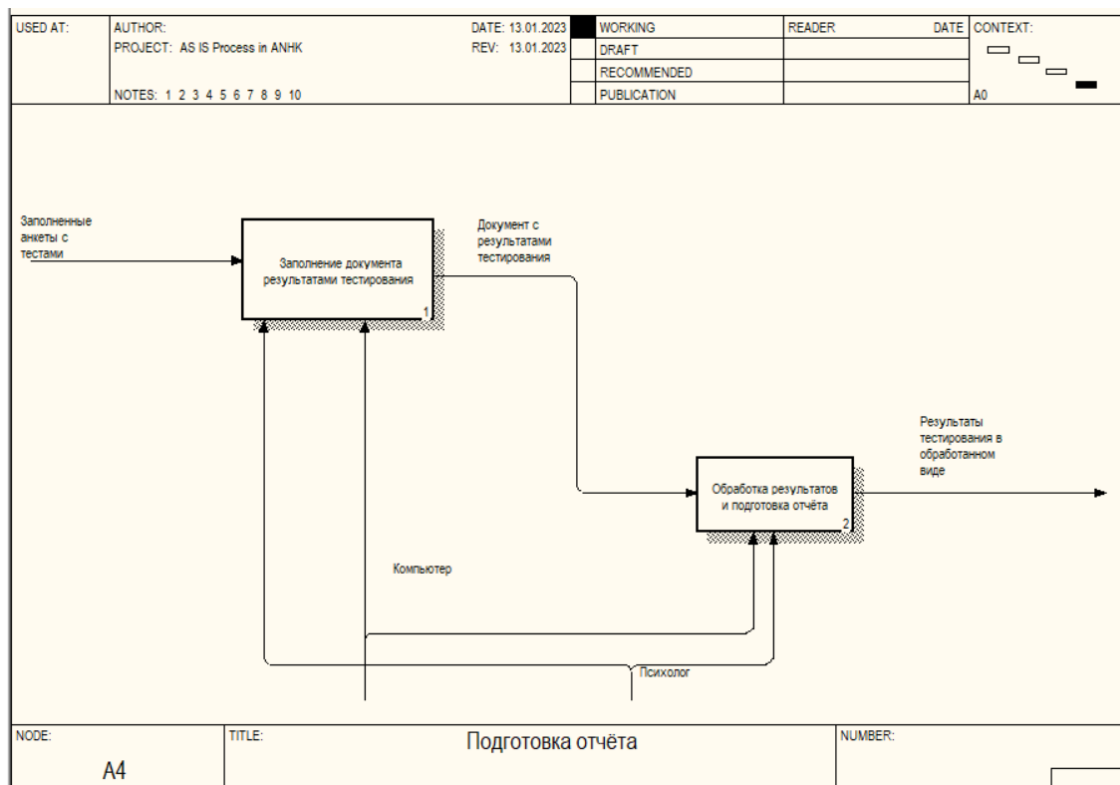 USED AT:
AUTHOR:
DATE: 13.01.2023
WORKING
READER
DATE
CONTEXT:
PROJECT: AS IS Process in ANHK
REV: 13.01.2023
DRAFT
RECOMMENDED
NOTES: 1 2 3 4 5 6 7 8 9 10
PUBLICATION
A0
Заполненные
анкеты с
тестами
Заполнение документа
результатами тестирования
1
Документ с
результатами
тестирования
Результаты
тестирования в
обработанном
виде
Обработка результатов
и подготовка отчёта
2
Компьютер
Психолог
NODE:
A4
TITLE:
Подготовка отчёта
NUMBER: